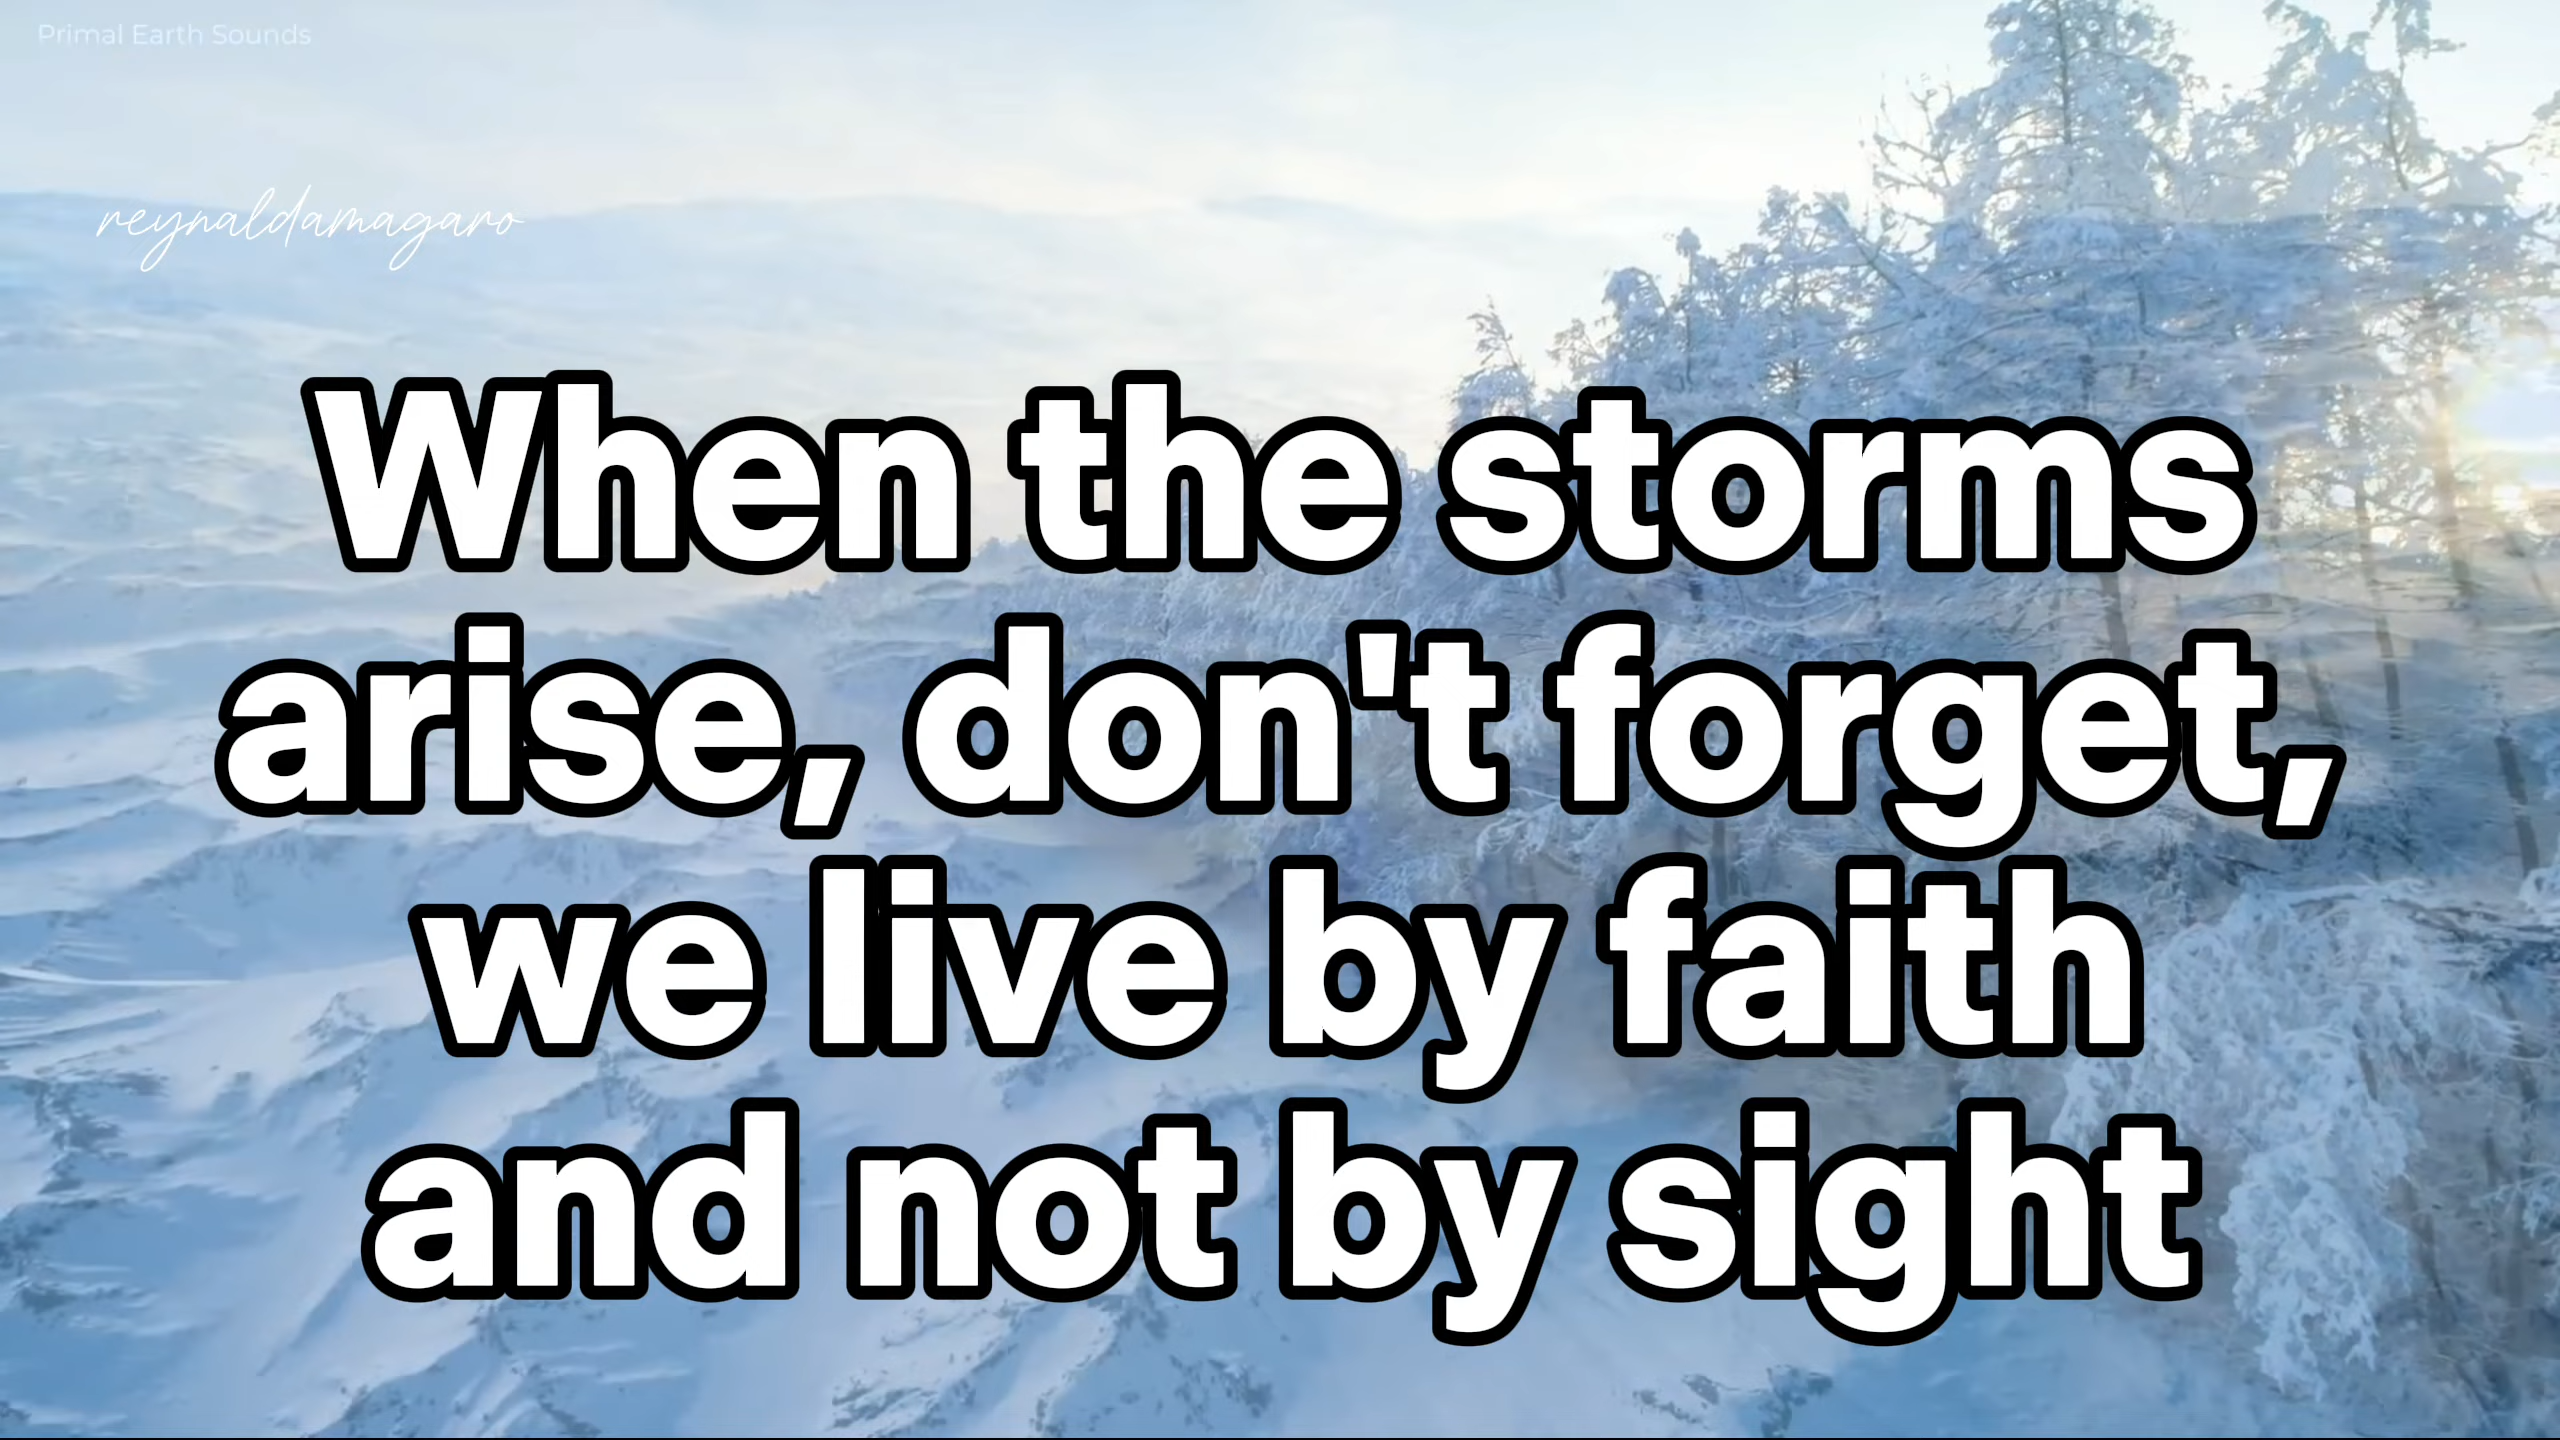 Primal Earth Sounds
reynaldamagaro
When the storms
arise, don't forget,
we live by faith
and not by sight